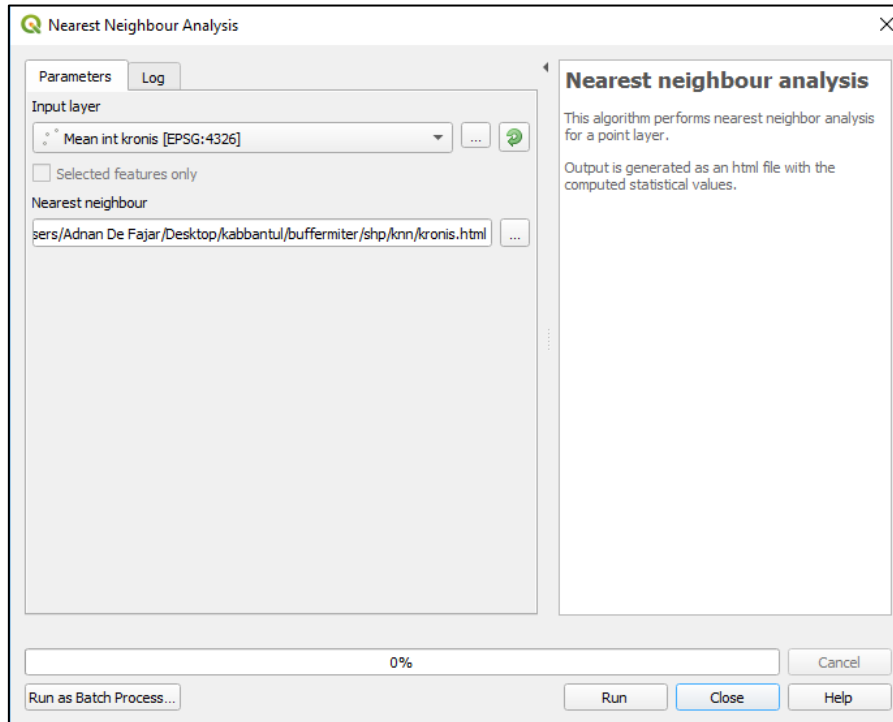 Nearest Neighbour Analysis
Parameters
Log
Input layer
Mean int kronis [EPSG:4326]
...
Selected features only
Nearest neighbour
sers/Adnan De Fajar/Desktop/kabbantul/buffermiter/shp/knn/kronis.html
...
Nearest neighbour analysis
This algorithm performs nearest neighbor analysis
for a point layer.
Output is generated as an html file with the
computed statistical values.
0%
Cancel
Run as Batch Process...
Run
Close
Help